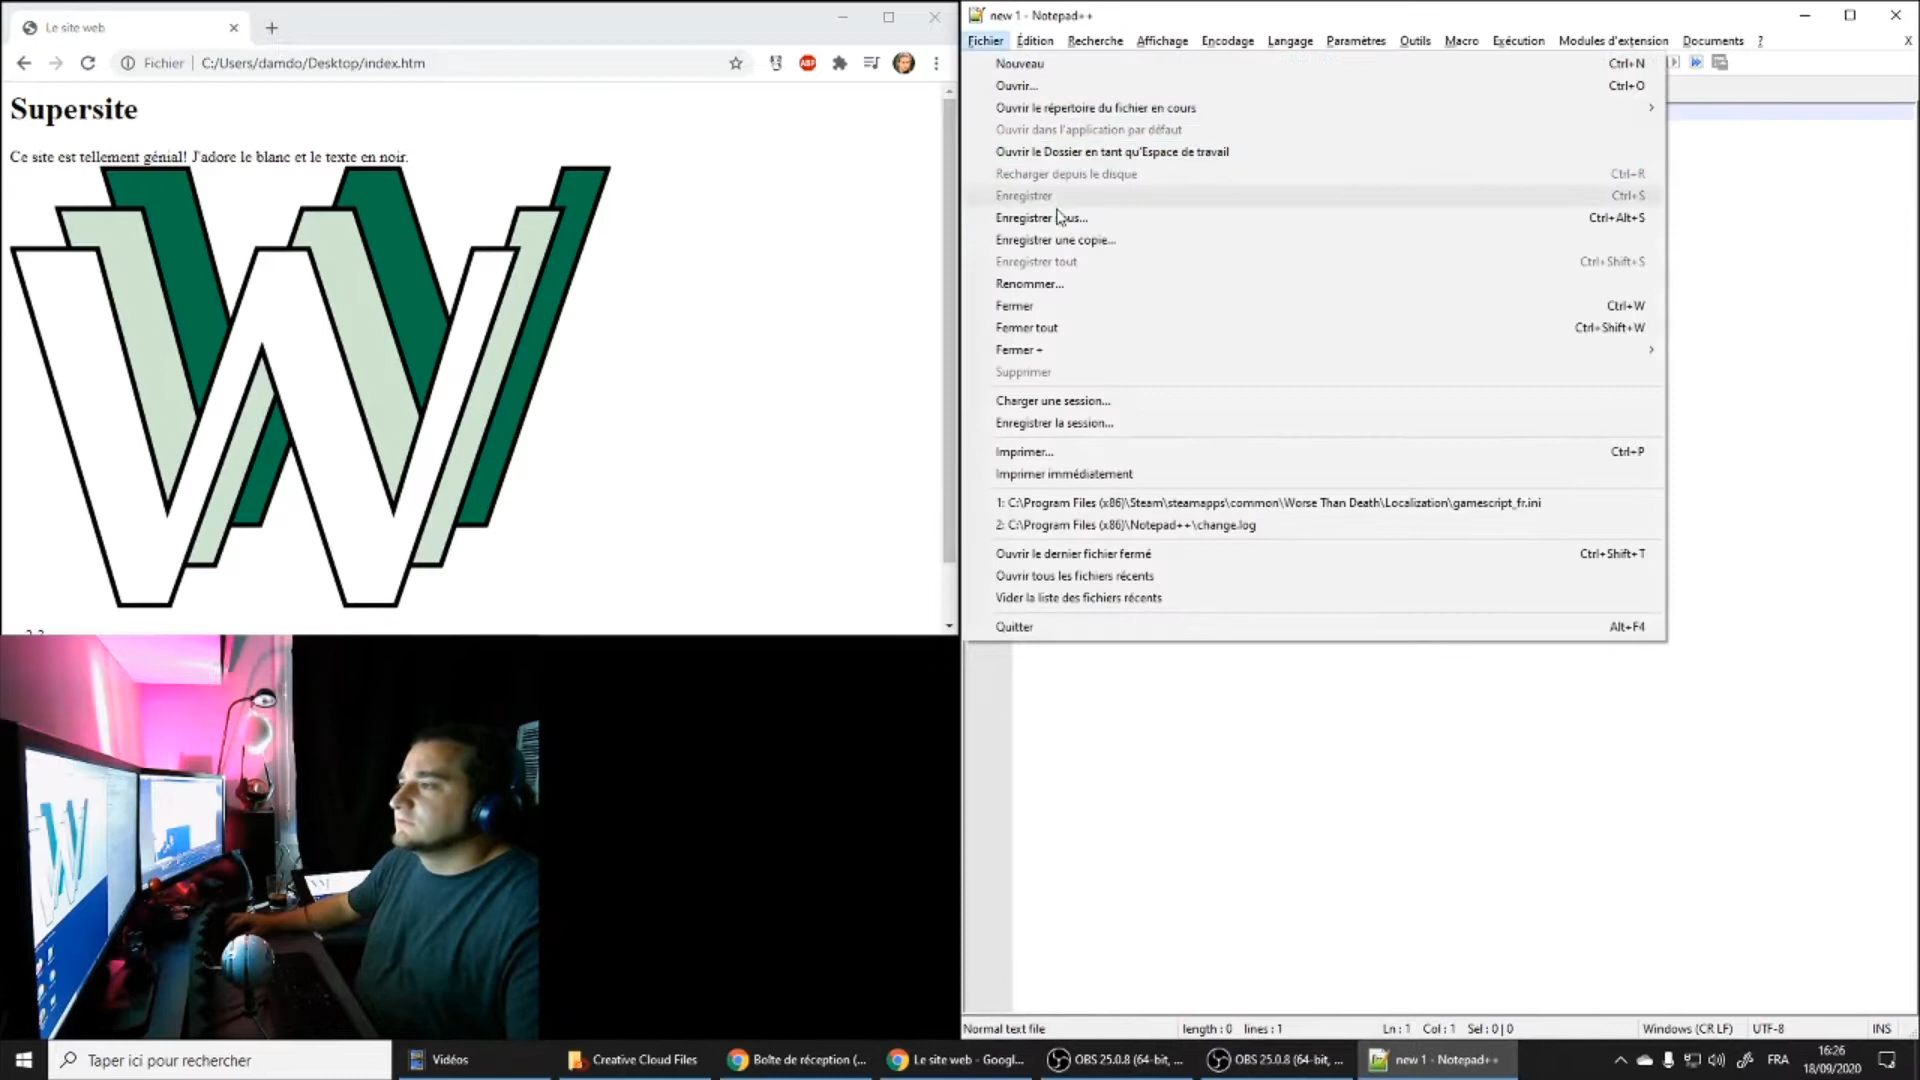 Le site web
Fichier | C:/Users/damdo/Desktop/index.htm
ABP
Supersite
Ce site est tellement génial! J'adore le blanc et le texte en noir.
new 1 - Notepad++
Fichier Édition Recherche Affichage Encodage Langage Paramètres Outils Macro Exécution Modules d'extension Documents ? X
Nouveau Ctrl+N
Ouvrir... Ctrl+O
Ouvrir le répertoire du fichier en cours
Ouvrir dans l'application par défaut
Ouvrir le Dossier en tant qu'Espace de travail
Recharger depuis le disque Ctrl+R
Enregistrer Ctrl+S
Enregistrer Ctrl+Alt+S
Enregistrer une copie...
Enregistrer tout Ctrl+Shift+S
Renommer...
Fermer Ctrl+W
Fermer tout Ctrl+Shift+W
Fermer +
Supprimer
Charger une session...
Enregistrer la session...
Imprimer... Ctrl+P
Imprimer immédiatement
1: C:\Program Files (x86)\Steam\steamapps\common\Worse Than Death\Localization\gamescript_fr.ini
2: C:\Program Files (x86)\Notepad++\change.log
Ouvrir le dernier fichier fermé Ctrl+Shift+T
Ouvrir tous les fichiers récents
Vider la liste des fichiers récents
Quitter Alt+F4
Normal text file length : 0 lines : 1 Ln : 1 Col : 1 Sel : 0 | 0 Windows (CR LF) UTF-8 INS
Taper ici pour rechercher
Vidéos
Creative Cloud Files
Boîte de réception (...
Le site web - Googl...
OBS 25.0.8 (64-bit, ...
OBS 25.0.8 (64-bit, ...
new 1 - Notepad++
FRA
16:26
18/09/2020